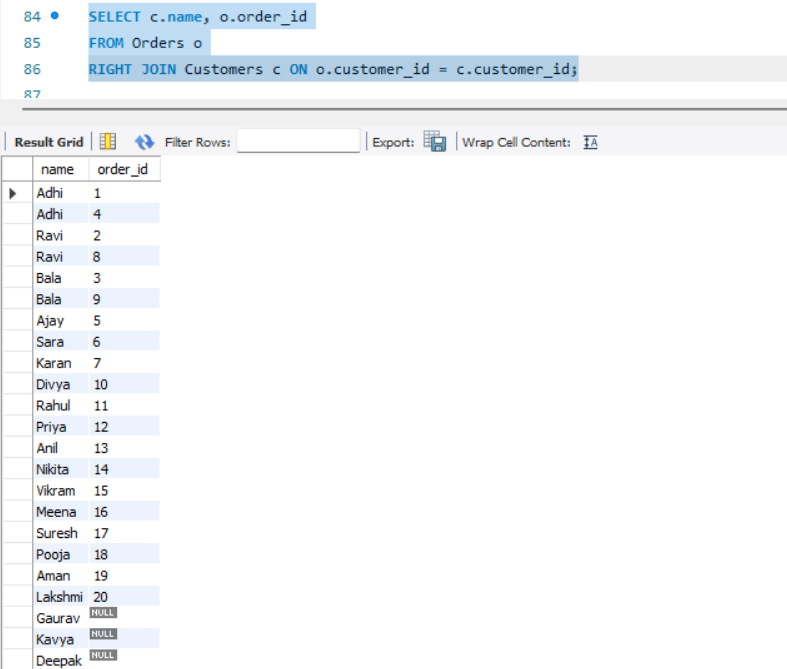 84 SELECT c.name, o.order_id
85 FROM Orders o
86 RIGHT JOIN Customers c ON o.customer_id = c.customer_id;
87
Result Grid Filter Rows: Export: Wrap Cell Content: IA
name order_id
Adhi 1
Adhi 4
Ravi 2
Ravi 8
Bala 3
Bala 9
Ajay 5
Sara 6
Karan 7
Divya 10
Rahul 11
Priya 12
Anil 13
Nikita 14
Vikram 15
Meena 16
Suresh 17
Pooja 18
Aman 19
Lakshmi 20
Gaurav NULL
Kavya NULL
Deepak NULL